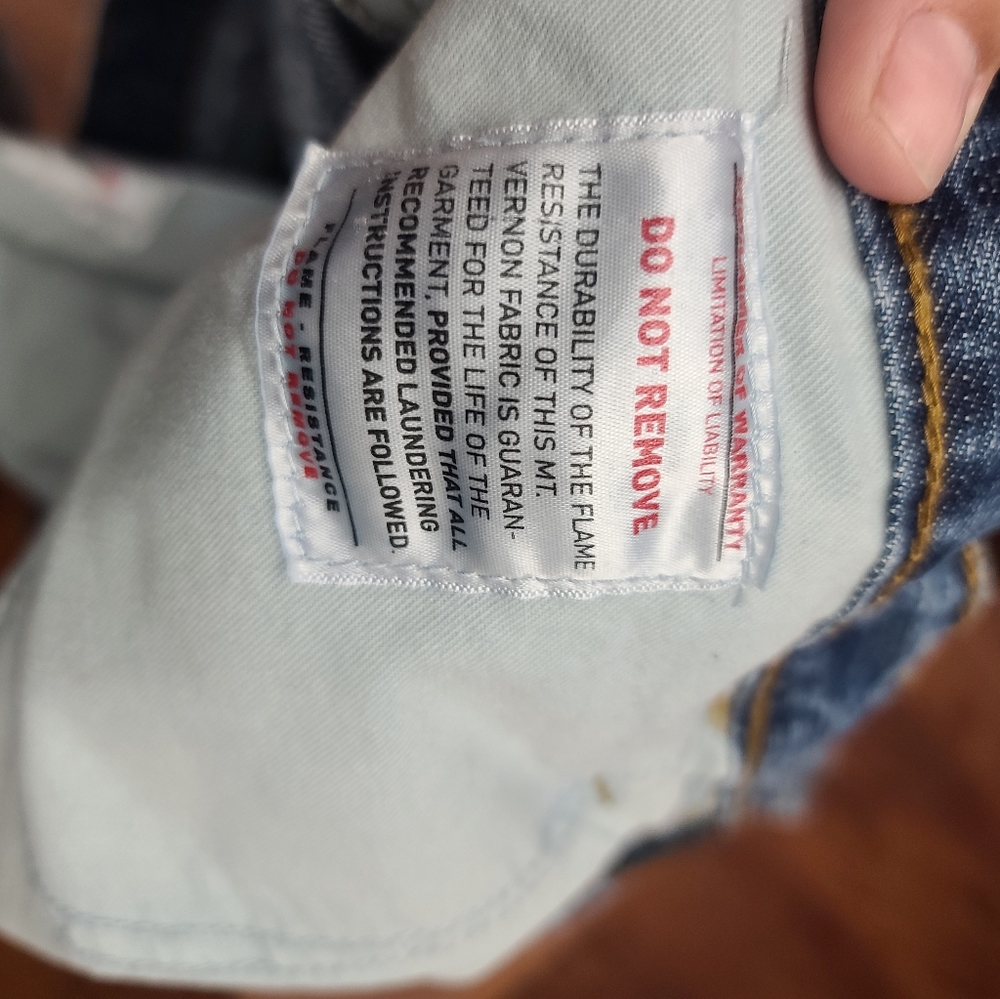 OF WARRANTY
LIMITATION OF LIABILITY
DO NOT REMOVE
THE DURABILITY OF THE FLAME
RESISTANCE OF THIS MT.
VERNON FABRIC IS GUARAN-
TEED FOR THE LIFE OF THE
GARMENT, PROVIDED THAT ALL
RECOMMENDED LAUNDERING
INSTRUCTIONS ARE FOLLOWED.
FLAME - RESISTANCE
DO NOT REMOVE